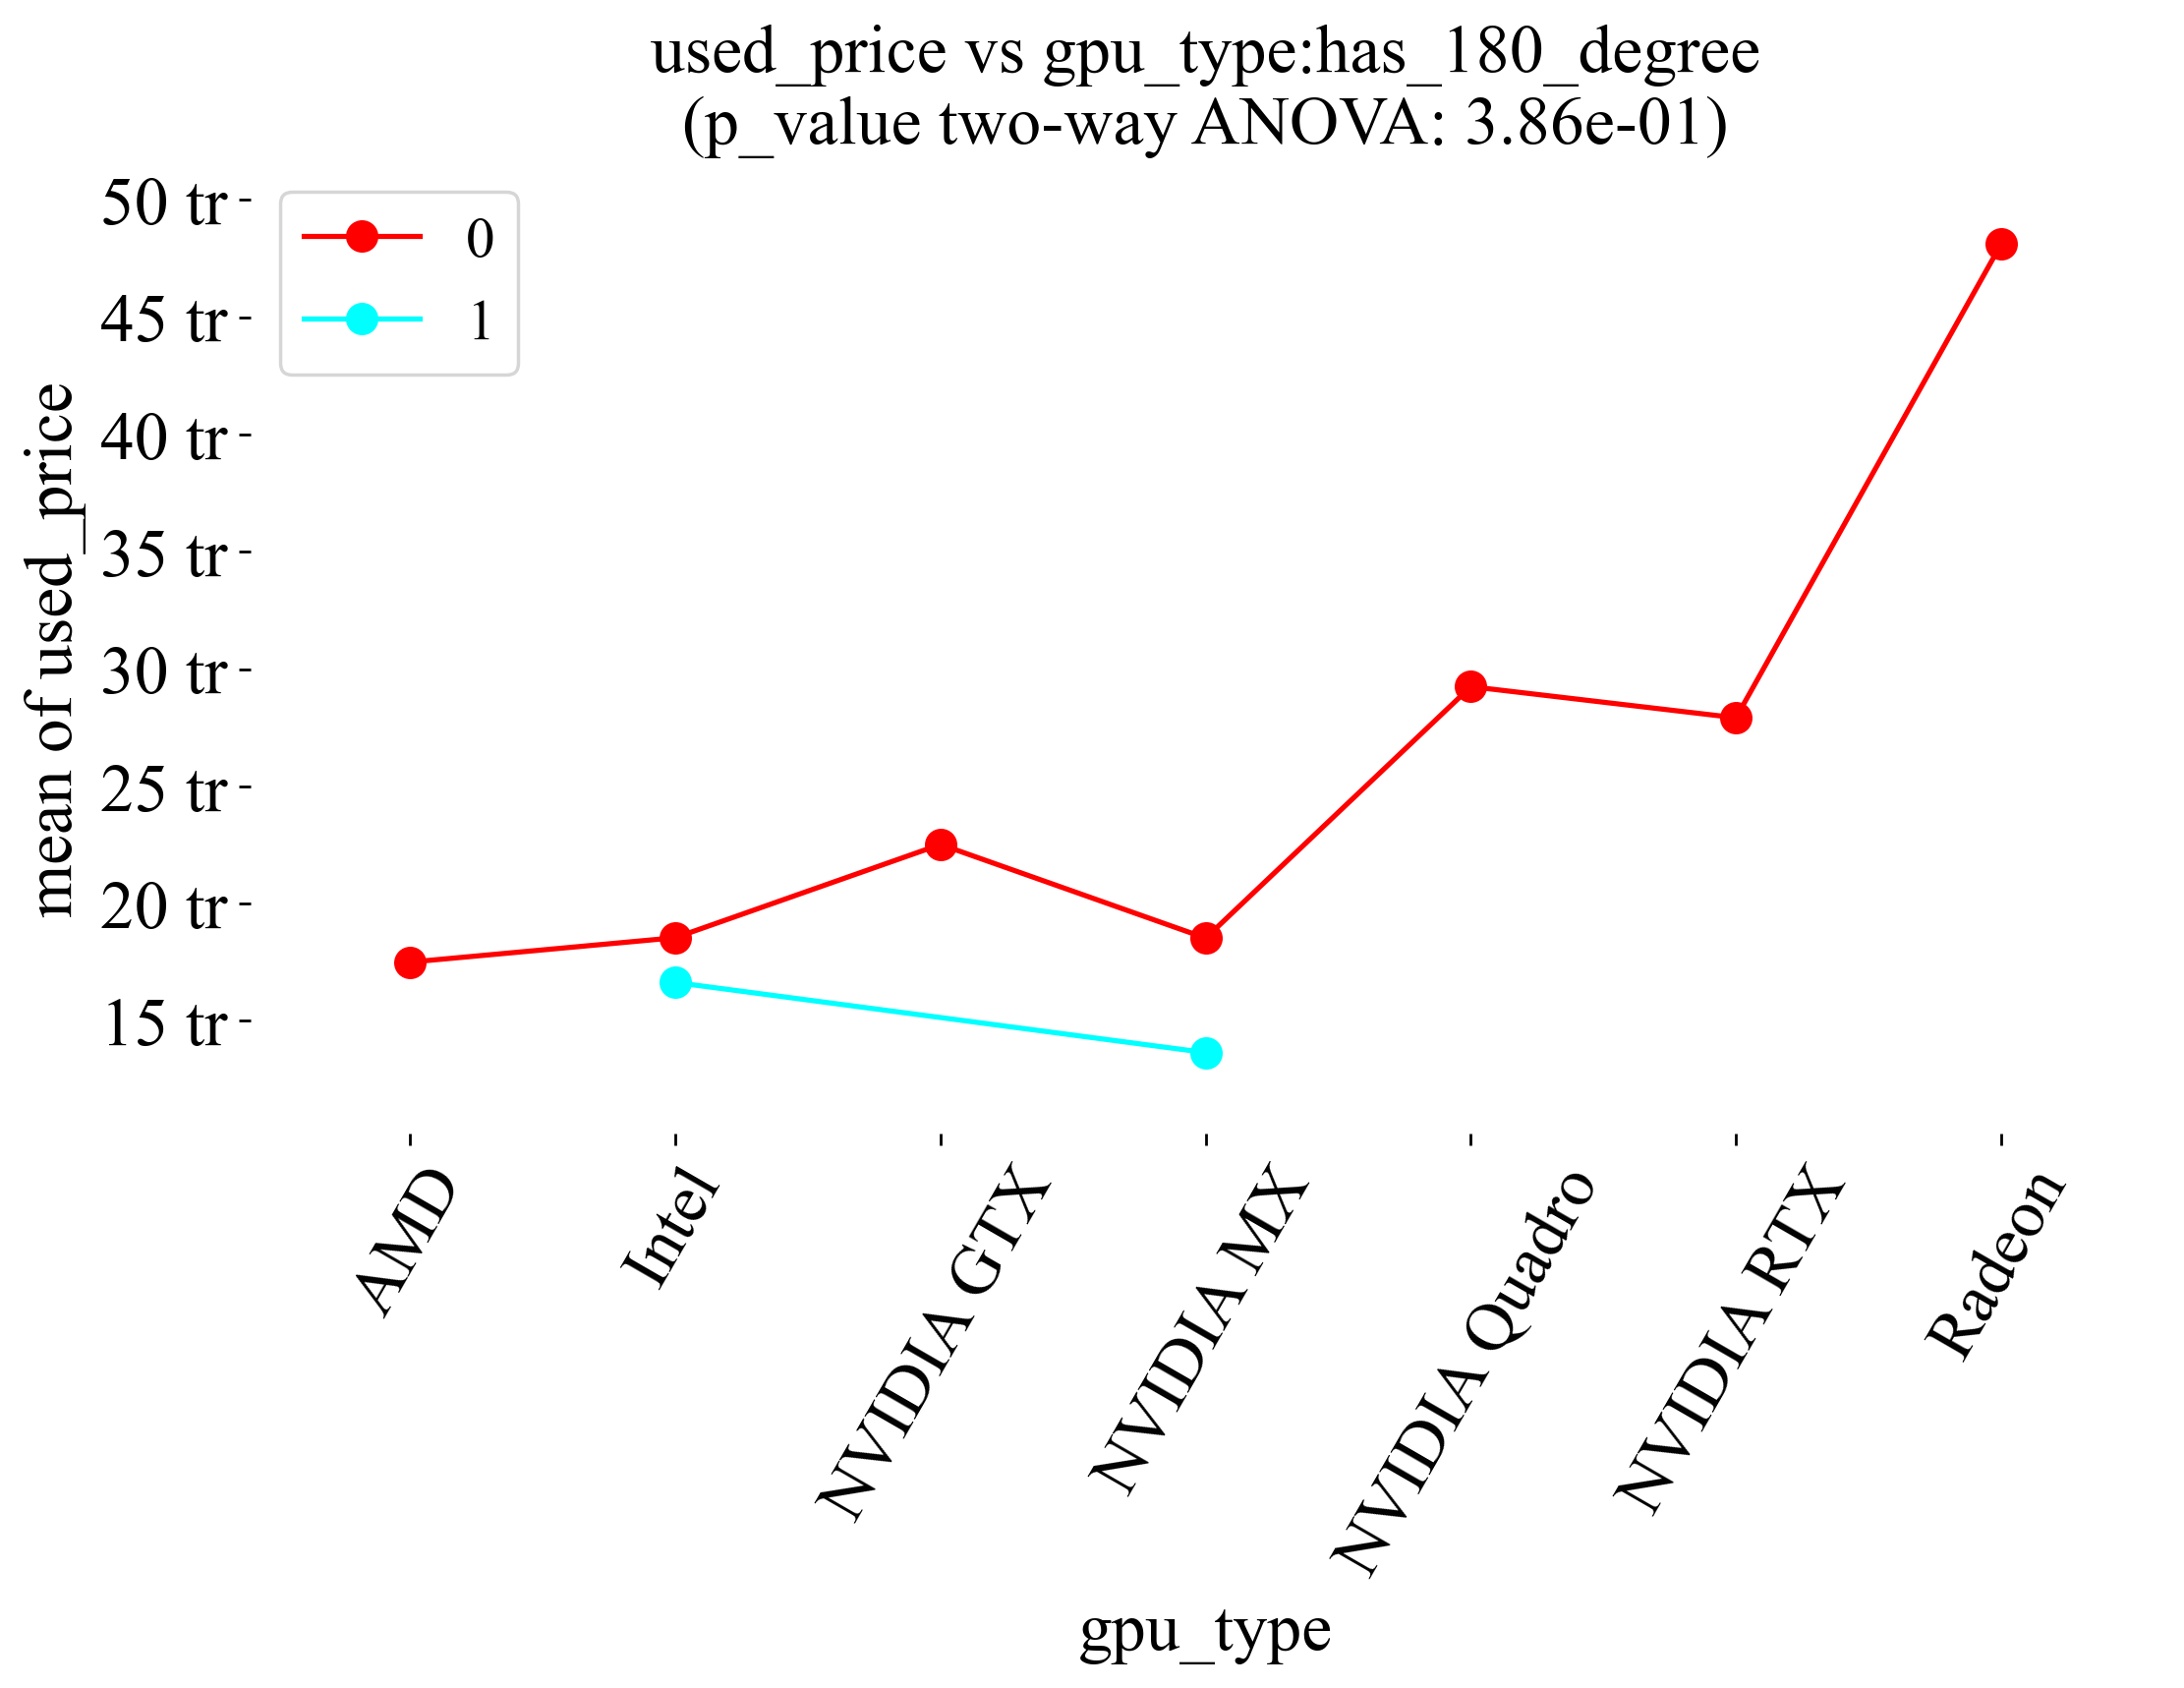 used_price vs gpu_type:has_180_degree
(p_value two-way ANOVA: 3.86e-01)
0
1
mean of used_price
50 tr
45 tr
40 tr
35 tr
30 tr
25 tr
20 tr
15 tr
AMD
Intel
NVIDIA GTX
NVIDIA MX
NVIDIA Quadro
NVIDIA RTX
Radeon
gpu_type